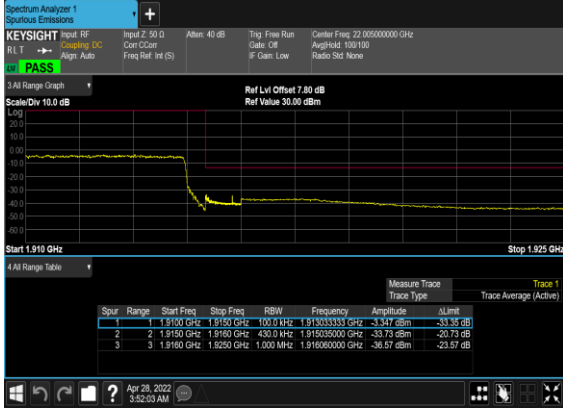 Spectrum Analyzer 1
Spurious Emissions
+
KEYSIGHT Input: RF Input Z: 50 Ω Atten: 40 dB Trig: Free Run Center Freq: 22.005000000 GHz
RLT Coupling: DC Corr CCorr Gate: Off Avg|Hold: 100/100
Align: Auto Freq Ref: Int (S) IF Gain: Low Radio Std: None
PASS
3 All Range Graph
Ref Lvl Offset 7.80 dB
Scale/Div 10.0 dB Ref Value 30.00 dBm
Log
20.0
10.0
0.00
-10.0
-20.0
-30.0
-40.0
-50.0
-60.0
Start 1.910 GHz Stop 1.925 GHz
4 All Range Table
Measure Trace Trace 1
Trace Type Trace Average (Active)
Spur Range Start Freq Stop Freq RBW Frequency Amplitude ΔLimit
1 1 1.9100 GHz 1.9150 GHz 100.0 kHz 1.913033333 GHz -3.347 dBm -33.35 dB
2 2 1.9150 GHz 1.9160 GHz 430.0 kHz 1.915035000 GHz -33.73 dBm -20.73 dB
3 3 1.9160 GHz 1.9250 GHz 1.000 MHz 1.916060000 GHz -36.57 dBm -23.57 dB
?
Apr 28, 2022
3:52:03 AM